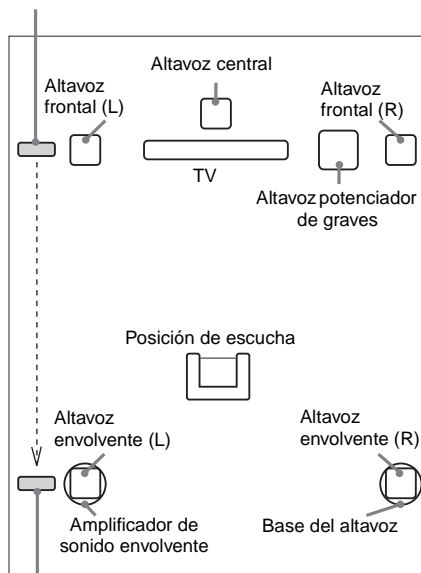 Altavoz central
Altavoz
frontal (L)
Altavoz
frontal (R)
TV
Altavoz potenciador
de graves
Posición de escucha
Altavoz
envolvente (L)
Altavoz
envolvente (R)
Amplificador de
sonido envolvente
Base del altavoz